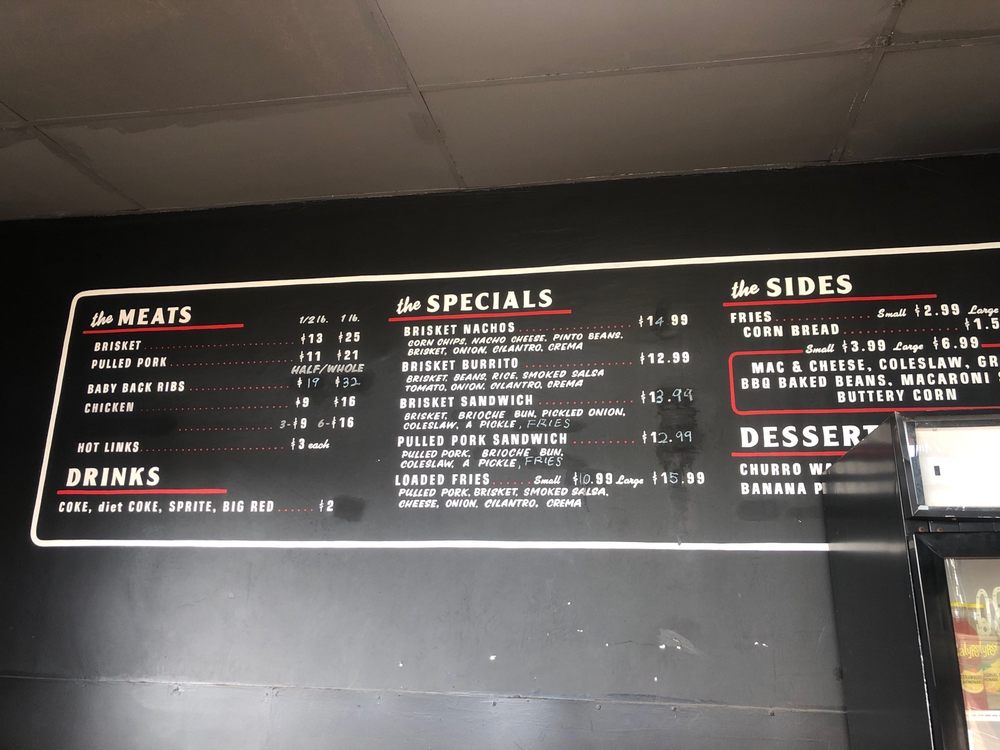 the MEATS
1/2 lb. 1 lb.
BRISKET $13 $25
PULLED PORK $11 $21
HALF/WHOLE
BABY BACK RIBS $19 $32
CHICKEN $9 $16
3-$9 6-$16
HOT LINKS $3 each
DRINKS
COKE, diet COKE, SPRITE, BIG RED ...... $2
the SPECIALS
BRISKET NACHOS $14.99
CORN CHIPS, NACHO CHEESE, PINTO BEANS,
BRISKET, ONION, CILANTRO, CREMA
BRISKET BURRITO $12.99
BRISKET, BEANS, RICE, SMOKED SALSA
TOMATO, ONION, CILANTRO, CREMA
BRISKET SANDWICH $13.99
BRISKET, BRIOCHE BUN, PICKLED ONION,
COLESLAW, A PICKLE, FRIES
PULLED PORK SANDWICH $12.99
PULLED PORK, BRIOCHE BUN,
COLESLAW, A PICKLE, FRIES
LOADED FRIES ...... Small $10.99 Large $15.99
PULLED PORK, BRISKET, SMOKED SALSA,
CHEESE, ONION, CILANTRO, CREMA
the SIDES
FRIES Small $2.99 Large
CORN BREAD $1.5
Small $3.99 Large $6.99
MAC & CHEESE, COLESLAW, GR
BBQ BAKED BEANS, MACARONI
BUTTERY CORN
DESSERT
CHURRO WA
BANANA P